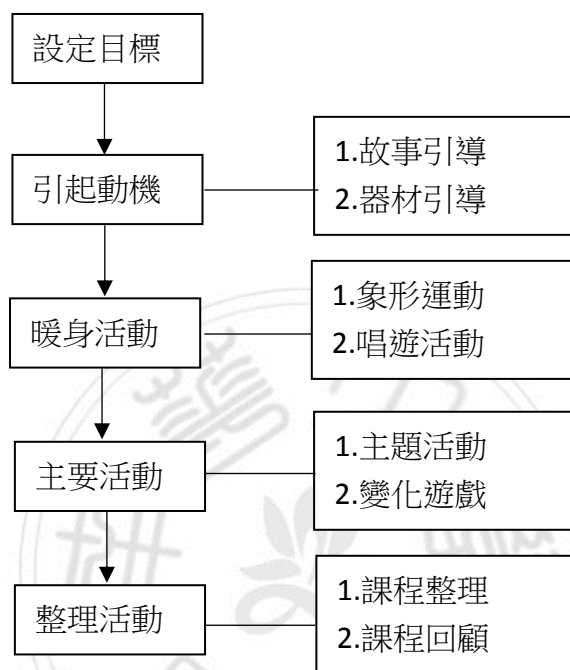 設定目標
引起動機
1.故事引導
2.器材引導
暖身活動
1.象形運動
2.唱遊活動
主要活動
1.主題活動
2.變化遊戲
整理活動
1.課程整理
2.課程回顧